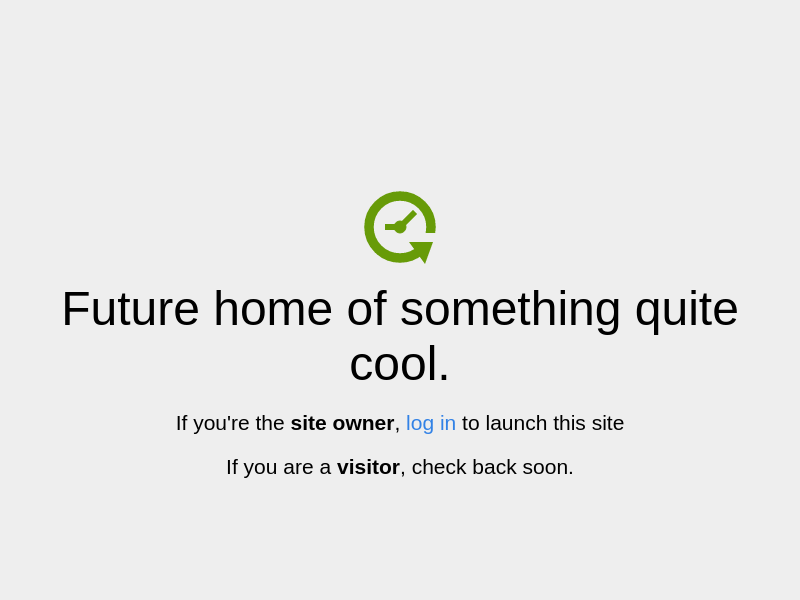 Future home of something quite
cool.
If you're the site owner, log in to launch this site
If you are a visitor, check back soon.